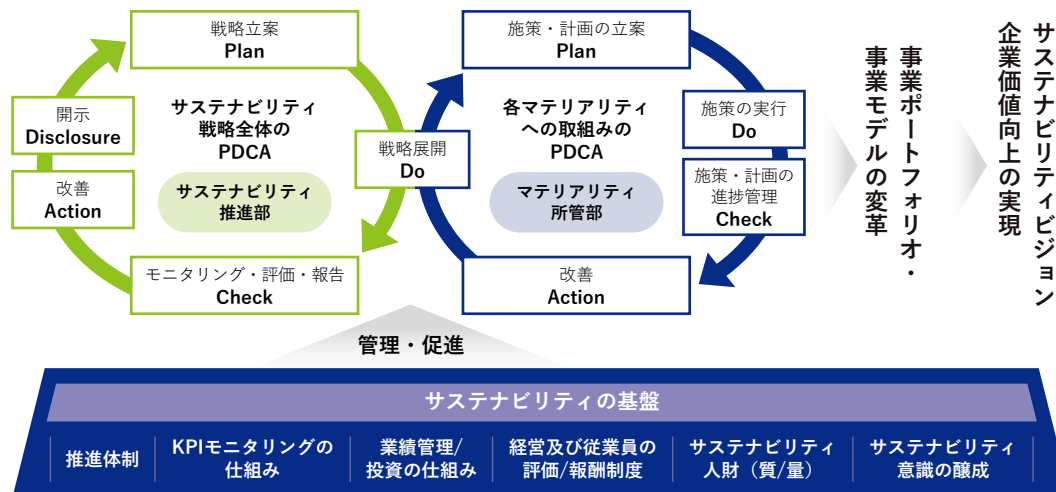 戦略立案
Plan
開示
Disclosure
改善
Action
サステナビリティ
戦略全体の
PDCA
サステナビリティ
推進部
戦略展開
Do
モニタリング・評価・報告
Check
施策・計画の立案
Plan
各マテリアリティ
への取組みの
PDCA
マテリアリティ
所管部
施策の実行
Do
施策・計画の
進捗管理
Check
改善
Action
事業ポートフォリオ・
事業モデルの変革
サステナビリティビジョン
企業価値向上の実現
管理・促進
サステナビリティの基盤
推進体制
KPIモニタリングの
仕組み
業績管理/
投資の仕組み
経営及び従業員の
評価/報酬制度
サステナビリティ
人財（質/量）
サステナビリティ
意識の醸成